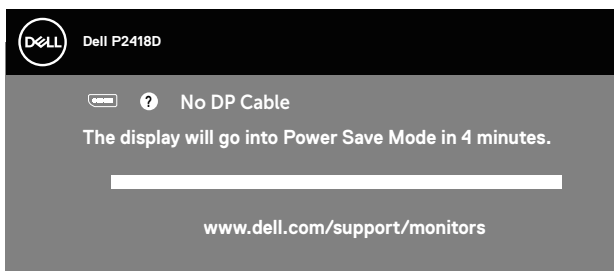 DELL
Dell P2418D
? No DP Cable
The display will go into Power Save Mode in 4 minutes.
www.dell.com/support/monitors